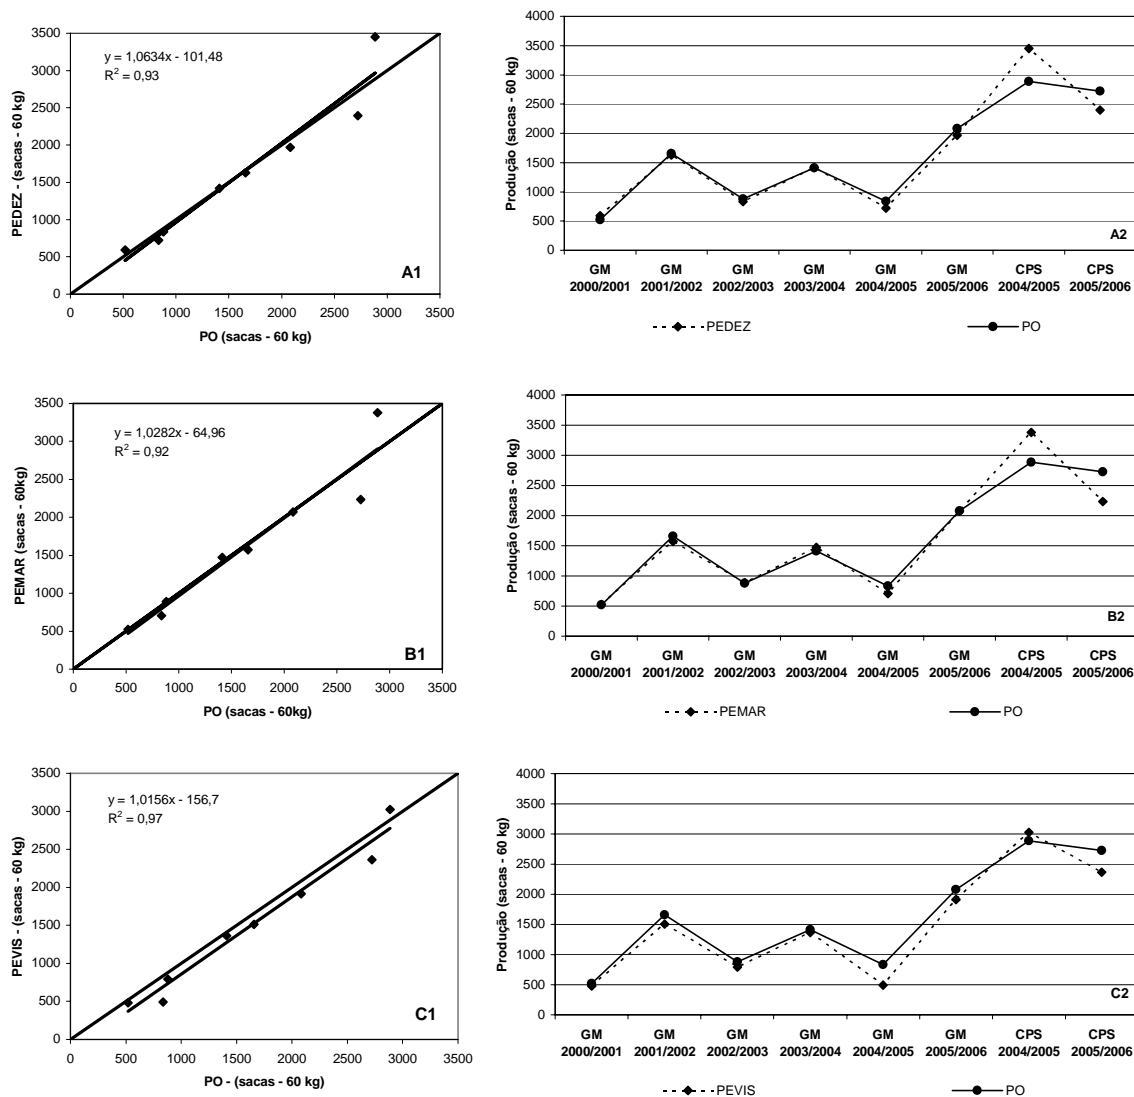 3500
3000
2500
2000
1500
1000
500
0
PEDEZ - (sacas - 60 kg)
y = 1,0634x - 101,48
R² = 0,93
A1
0 500 1000 1500 2000 2500 3000 3500
PO (sacas - 60 kg)
4000
3500
3000
2500
2000
1500
1000
500
0
Produção (sacas - 60 kg)
A2
GM GM GM GM GM GM CPS CPS
2000/2001 2001/2002 2002/2003 2003/2004 2004/2005 2005/2006 2004/2005 2005/2006
PEDEZ PO
3500
3000
2500
2000
1500
1000
500
0
PEMAR (sacas - 60kg)
y = 1,0282x - 64,96
R² = 0,92
B1
0 500 1000 1500 2000 2500 3000 3500
PO (sacas - 60kg)
4000
3500
3000
2500
2000
1500
1000
500
0
Produção (sacas - 60 kg)
B2
GM GM GM GM GM GM CPS CPS
2000/2001 2001/2002 2002/2003 2003/2004 2004/2005 2005/2006 2004/2005 2005/2006
PEMAR PO
3500
3000
2500
2000
1500
1000
500
0
PEVIS - (sacas - 60 kg)
y = 1,0156x - 156,7
R² = 0,97
C1
0 500 1000 1500 2000 2500 3000 3500
PO - (sacas - 60 kg)
4000
3500
3000
2500
2000
1500
1000
500
0
Produção (sacas - 60 kg)
C2
GM GM GM GM GM GM CPS CPS
2000/2001 2001/2002 2002/2003 2003/2004 2004/2005 2005/2006 2004/2005 2005/2006
PEVIS PO